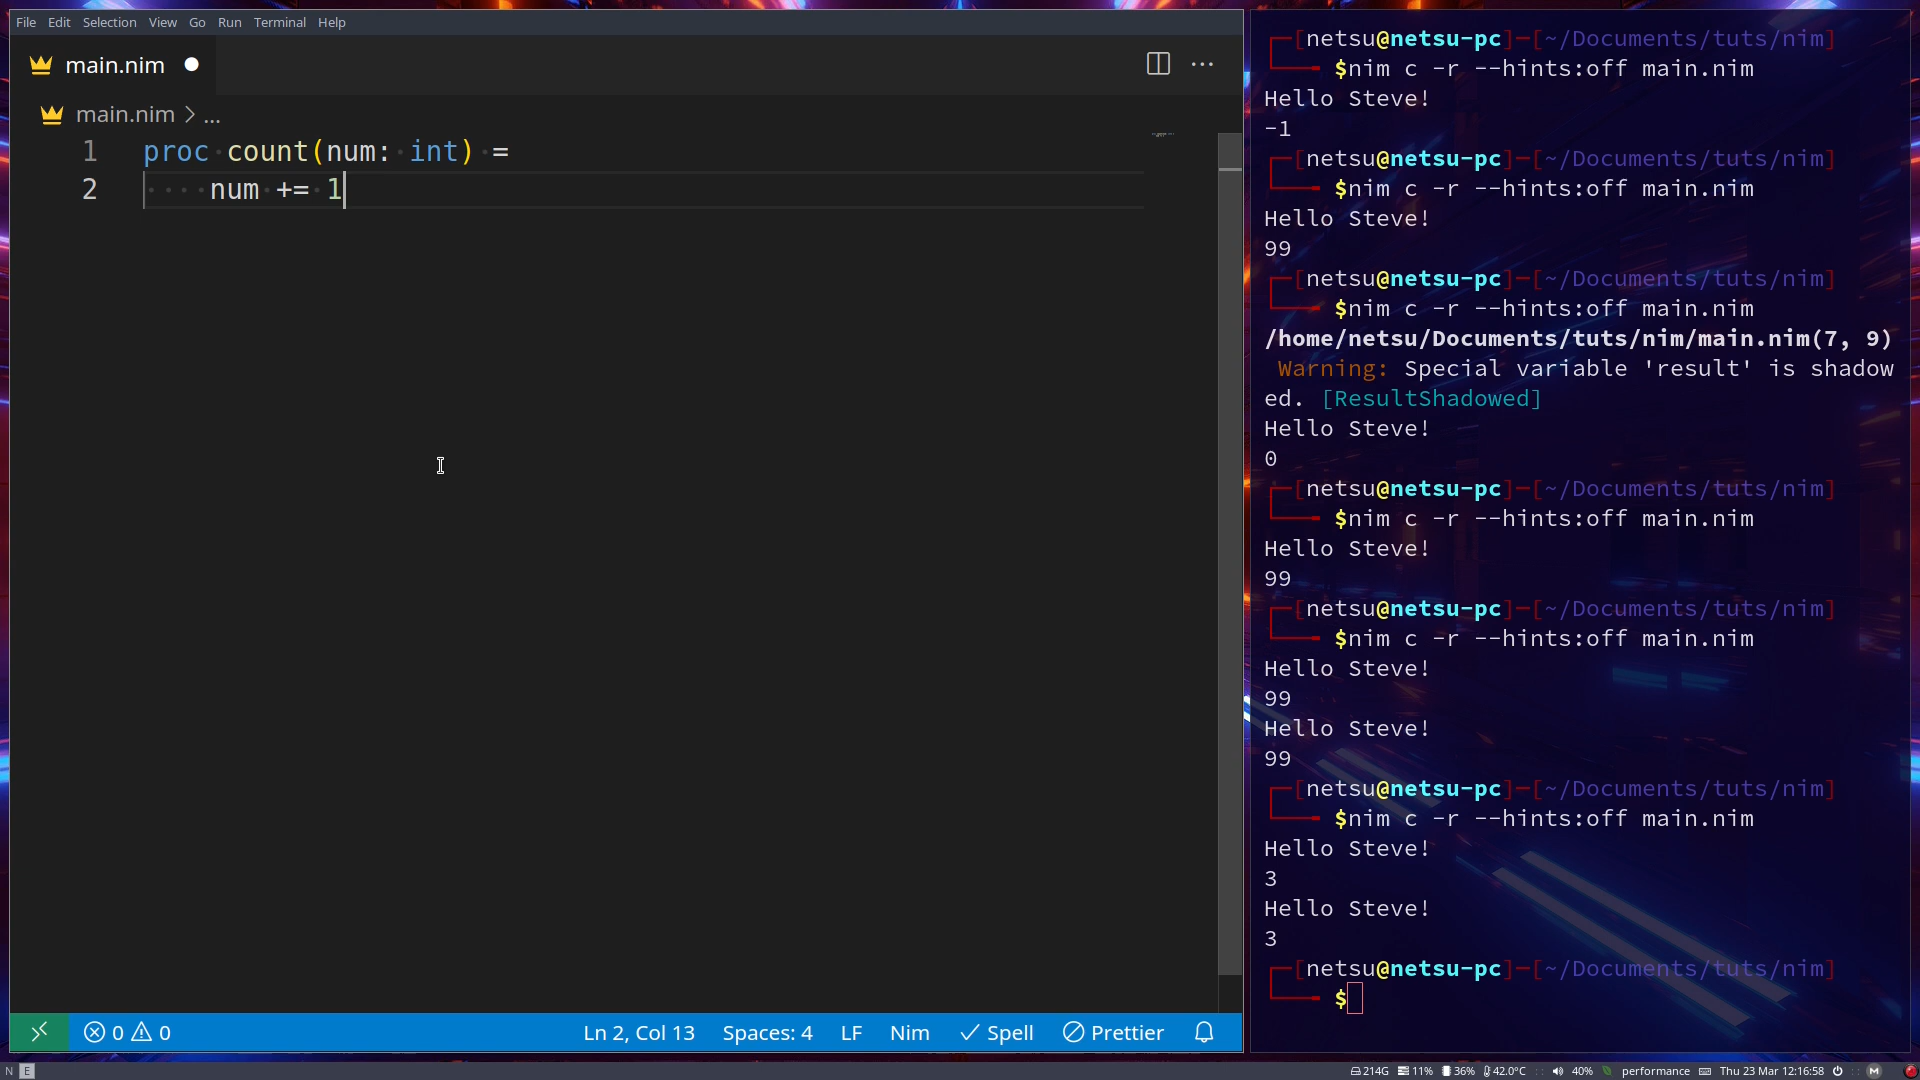 File Edit Selection View Go Run Terminal Help
main.nim
main.nim > ...
1 proc count(num: int) =
2 num += 1
Ln 2, Col 13 Spaces: 4 LF Nim Spell Prettier
0 0
[netsu@netsu-pc]-[~/Documents/tuts/nim]
$nim c -r --hints:off main.nim
Hello Steve!
-1
[netsu@netsu-pc]-[~/Documents/tuts/nim]
$nim c -r --hints:off main.nim
Hello Steve!
99
[netsu@netsu-pc]-[~/Documents/tuts/nim]
$nim c -r --hints:off main.nim
/home/netsu/Documents/tuts/nim/main.nim(7, 9)
Warning: Special variable 'result' is shadow
ed. [ResultShadowed]
Hello Steve!
0
[netsu@netsu-pc]-[~/Documents/tuts/nim]
$nim c -r --hints:off main.nim
Hello Steve!
99
[netsu@netsu-pc]-[~/Documents/tuts/nim]
$nim c -r --hints:off main.nim
Hello Steve!
99
Hello Steve!
99
[netsu@netsu-pc]-[~/Documents/tuts/nim]
$nim c -r --hints:off main.nim
Hello Steve!
3
Hello Steve!
3
[netsu@netsu-pc]-[~/Documents/tuts/nim]
$
N E 214G 11% 36% 42.0°C 40% performance Thu 23 Mar 12:16:58 M